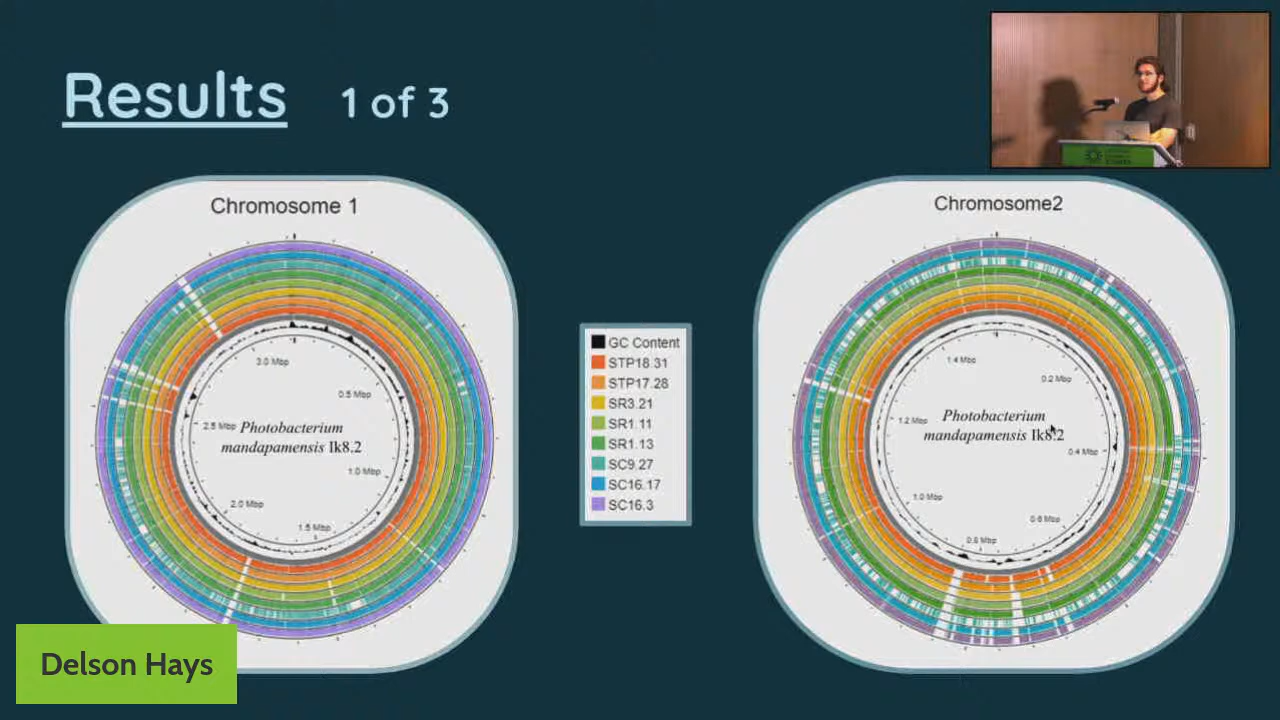 Results 1 of 3
Chromosome 1
3.0 Mbp
0.5 Mbp
2.5 Mbp
Photobacterium
mandapamensis Ik8.2
1.0 Mbp
2.0 Mbp
1.5 Mbp
GC Content
STP18.31
STP17.28
SR3.21
SR1.11
SR1.13
SC9.27
SC16.17
SC16.3
Chromosome2
1.4 Mbp
0.2 Mbp
1.2 Mbp
Photobacterium
mandapamensis Ik8.2
0.4 Mbp
1.0 Mbp
0.6 Mbp
0.8 Mbp
Delson Hays